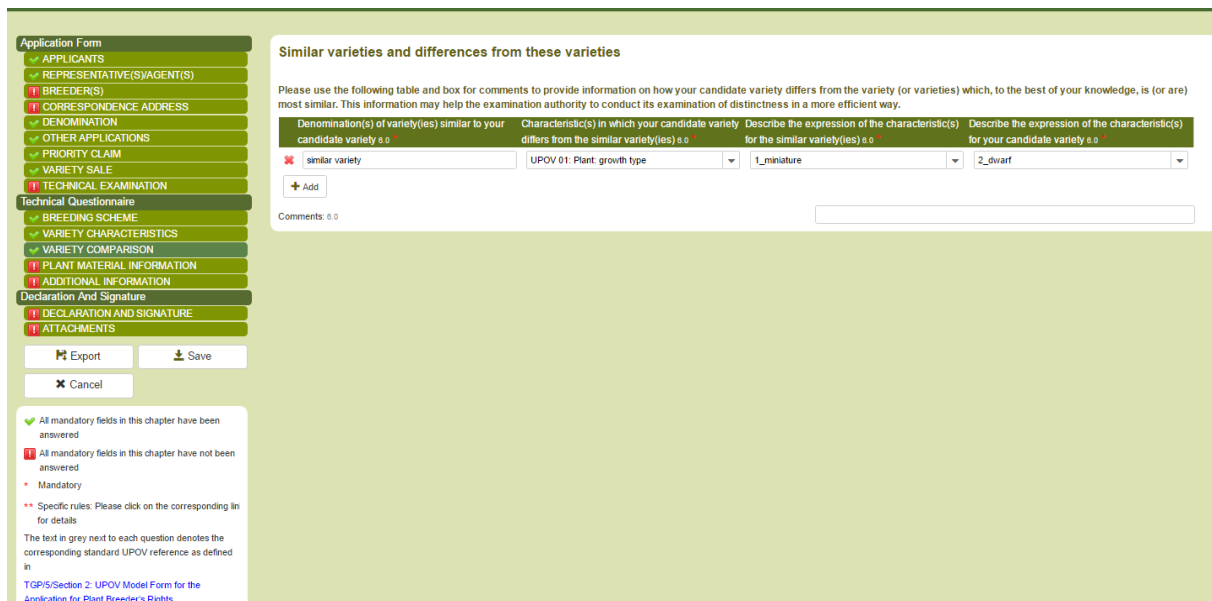 Application Form
APPLICANTS
REPRESENTATIVE(S)/AGENT(S)
BREEDER(S)
CORRESPONDENCE ADDRESS
DENOMINATION
OTHER APPLICATIONS
PRIORITY CLAIM
VARIETY SALE
TECHNICAL EXAMINATION
Technical Questionnaire
BREEDING SCHEME
VARIETY CHARACTERISTICS
VARIETY COMPARISON
PLANT MATERIAL INFORMATION
ADDITIONAL INFORMATION
Declaration And Signature
DECLARATION AND SIGNATURE
ATTACHMENTS
Export
Save
Cancel
All mandatory fields in this chapter have been
answered
All mandatory fields in this chapter have not been
answered
* Mandatory
** Specific rules: Please click on the corresponding lin
for details
The text in grey next to each question denotes the
corresponding standard UPOV reference as defined
in
TGP/5/Section 2: UPOV Model Form for the
Application for Plant Breeder's Rights
Similar varieties and differences from these varieties
Please use the following table and box for comments to provide information on how your candidate variety differs from the variety (or varieties) which, to the best of your knowledge, is (or are)
most similar. This information may help the examination authority to conduct its examination of distinctness in a more efficient way.
Denomination(s) of variety(ies) similar to your
candidate variety 6.0 *
Characteristic(s) in which your candidate variety
differs from the similar variety(ies) 6.0 *
Describe the expression of the characteristic(s)
for the similar variety(ies) 6.0 *
Describe the expression of the characteristic(s)
for your candidate variety 6.0 *
similar variety
UPOV 01: Plant: growth type
1_miniature
2_dwarf
+ Add
Comments: 6.0